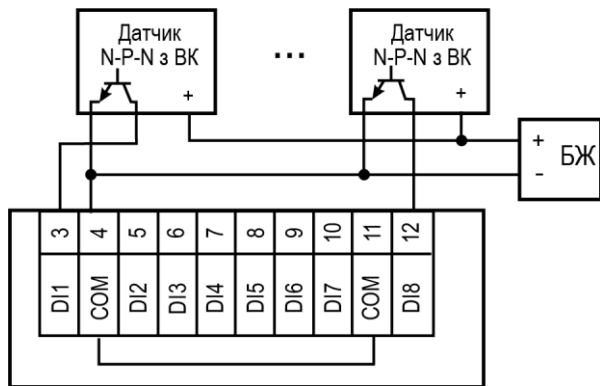 Датчик
N-P-N з ВК
+
...
Датчик
N-P-N з ВК
+
+
БЖ
-
3 4 5 6 7 8 9 10 11 12
DI1 COM DI2 DI3 DI4 DI5 DI6 DI7 COM DI8